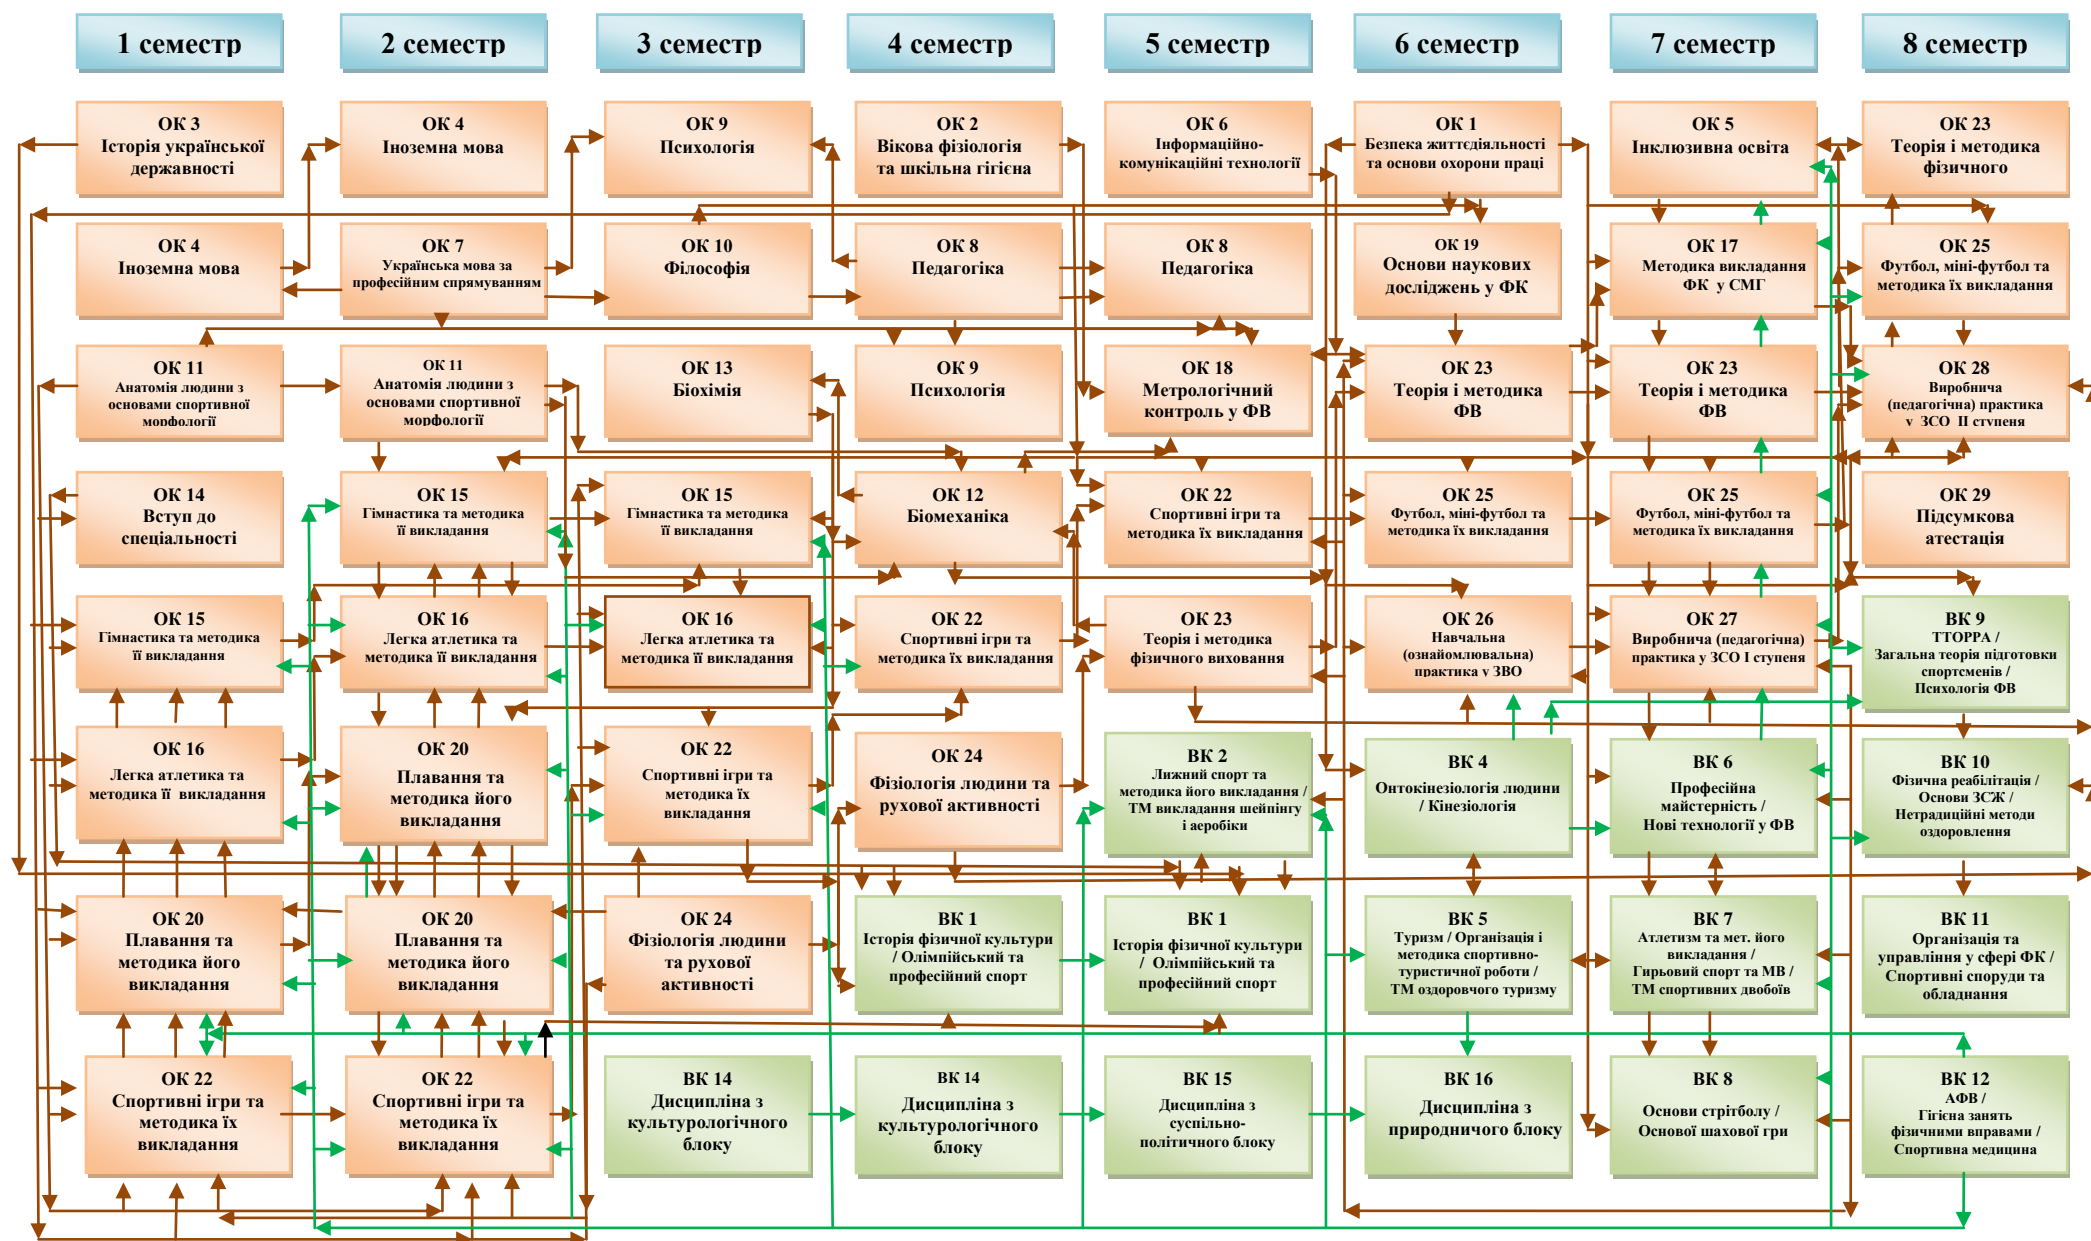 1 семестр
2 семестр
3 семестр
4 семестр
5 семестр
6 семестр
7 семестр
8 семестр
ОК 3
Історія української
державності
ОК 4
Іноземна мова
ОК 9
Психологія
ОК 2
Вікова фізіологія
та шкільна гігієна
ОК 6
Інформаційно-
комунікаційні технології
ОК 1
Безпека життєдіяльності
та основи охорони праці
ОК 5
Інклюзивна освіта
ОК 23
Теорія і методика
фізичного
ОК 4
Іноземна мова
ОК 7
Українська мова за
професійним спрямуванням
ОК 10
Філософія
ОК 8
Педагогіка
ОК 8
Педагогіка
ОК 19
Основи наукових
досліджень у ФК
ОК 17
Методика викладання
ФК у СМГ
ОК 25
Футбол, міні-футбол та
методика їх викладання
ОК 11
Анатомія людини з
основами спортивної
морфології
ОК 11
Анатомія людини з
основами спортивної
морфології
ОК 13
Біохімія
ОК 9
Психологія
ОК 18
Метрологічний
контроль у ФВ
ОК 23
Теорія і методика
ФВ
ОК 23
Теорія і методика
ФВ
ОК 28
Виробнича
(педагогічна) практика
у ЗСО ІІ ступеня
ОК 14
Вступ до
спеціальності
ОК 15
Гімнастика та методика
її викладання
ОК 15
Гімнастика та методика
її викладання
ОК 12
Біомеханіка
ОК 22
Спортивні ігри та
методика їх викладання
ОК 25
Футбол, міні-футбол та
методика їх викладання
ОК 25
Футбол, міні-футбол та
методика їх викладання
ОК 29
Підсумкова
атестація
ОК 15
Гімнастика та методика
її викладання
ОК 16
Легка атлетика та
методика її викладання
ОК 16
Легка атлетика та
методика її викладання
ОК 22
Спортивні ігри та
методика їх викладання
ОК 23
Теорія і методика
фізичного виховання
ОК 26
Навчальна
(ознайомлювальна)
практика у ЗВО
ОК 27
Виробнича (педагогічна)
практика у ЗСО І ступеня
ВК 9
ТТОРРА /
Загальна теорія підготовки
спортсменів /
Психологія ФВ
ОК 16
Легка атлетика та
методика її викладання
ОК 20
Плавання та
методика його
викладання
ОК 22
Спортивні ігри та
методика їх
викладання
ОК 24
Фізіологія людини та
рухової активності
ВК 2
Лижний спорт та
методика його викладання /
ТМ викладання шейпінгу
і аеробіки
ВК 4
Онтокінезіологія людини
/ Кінезіологія
ВК 6
Професійна
майстерність /
Нові технології у ФВ
ВК 10
Фізична реабілітація /
Основи ЗСЖ /
Нетрадиційні методи
оздоровлення
ОК 20
Плавання та
методика його
викладання
ОК 20
Плавання та
методика його
викладання
ОК 24
Фізіологія людини
та рухової
активності
ВК 1
Історія фізичної культури
/ Олімпійський та
професійний спорт
ВК 1
Історія фізичної культури
/ Олімпійський та
професійний спорт
ВК 5
Туризм / Організація і
методика спортивно-
туристичної роботи /
ТМ оздоровчого туризму
ВК 7
Атлетизм та мет. його
викладання /
Гирьовий спорт та МВ /
ТМ спортивних двобоїв
ВК 11
Організація та
управління у сфері ФК /
Спортивні споруди та
обладнання
ОК 22
Спортивні ігри та
методика їх
викладання
ОК 22
Спортивні ігри та
методика їх
викладання
ВК 14
Дисципліна з
культурологічного
блоку
ВК 14
Дисципліна з
культурологічного
блоку
ВК 15
Дисципліна з
суспільно-
політичного блоку
ВК 16
Дисципліна з
природничого блоку
ВК 8
Основи стрітболу /
Основої шахової гри
ВК 12
АФВ /
Гігієна занять
фізичними вправами /
Спортивна медицина